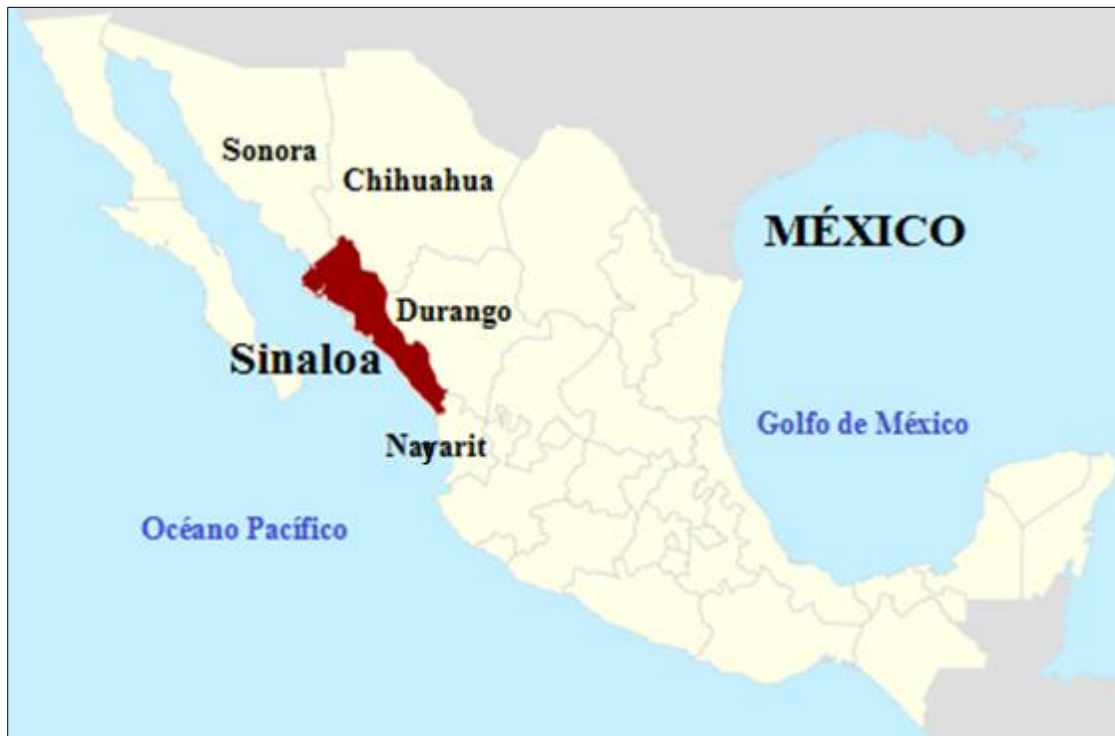 Sonora
Chihuahua
MÉXICO
Durango
Sinaloa
Golfo de México
Nayarit
Océano Pacífico